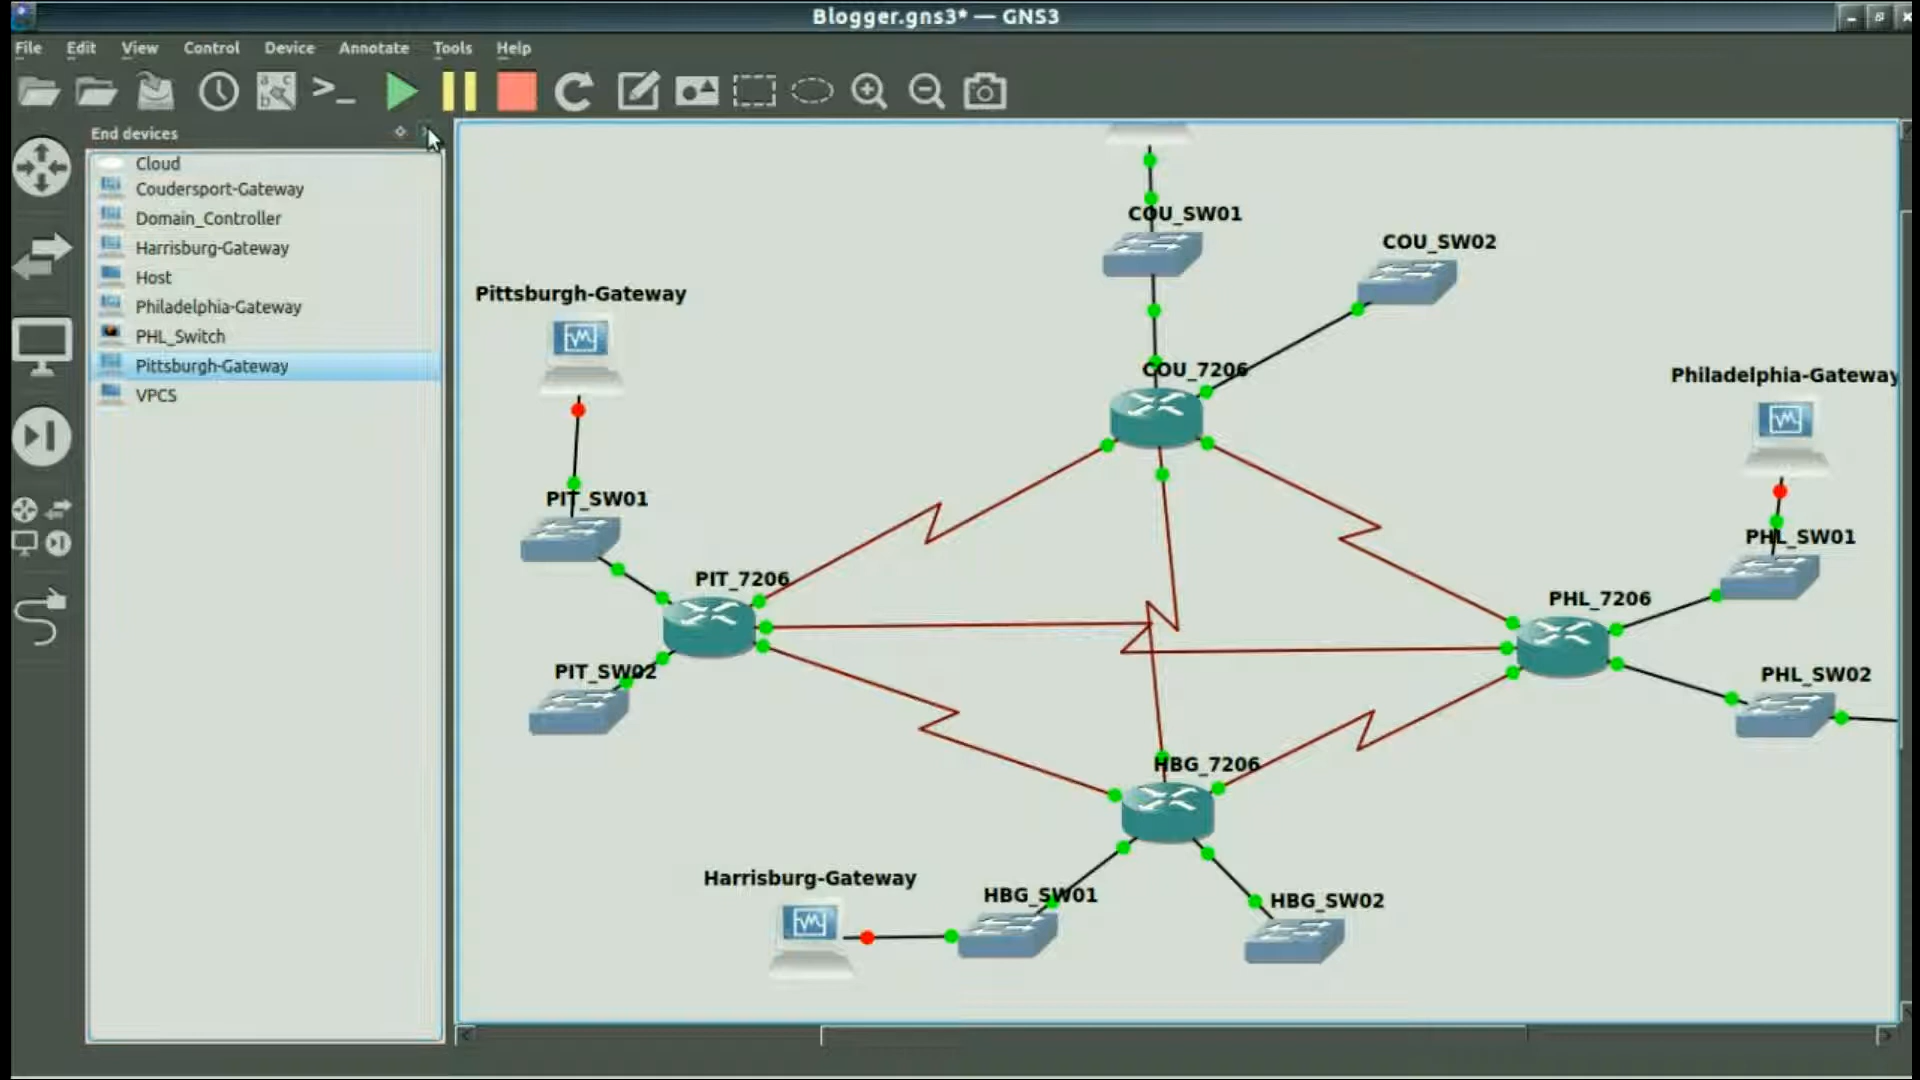 Blogger.gns3* — GNS3
File Edit View Control Device Annotate Tools Help
End devices
Cloud
Coudersport-Gateway
Domain_Controller
Harrisburg-Gateway
Host
Philadelphia-Gateway
PHL_Switch
Pittsburgh-Gateway
VPCS
COU_SW01
COU_SW02
Pittsburgh-Gateway
COU_7206
Philadelphia-Gateway
PIT_SW01
PHL_SW01
PIT_7206
PHL_7206
PIT_SW02
PHL_SW02
HBG_7206
Harrisburg-Gateway
HBG_SW01
HBG_SW02